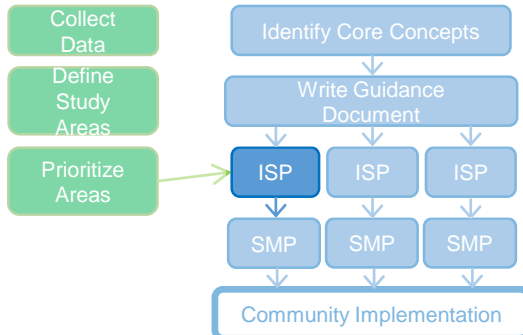 Collect
Data
Define
Study
Areas
Prioritize
Areas
Identify Core Concepts
Write Guidance
Document
ISP ISP ISP
SMP SMP SMP
Community Implementation